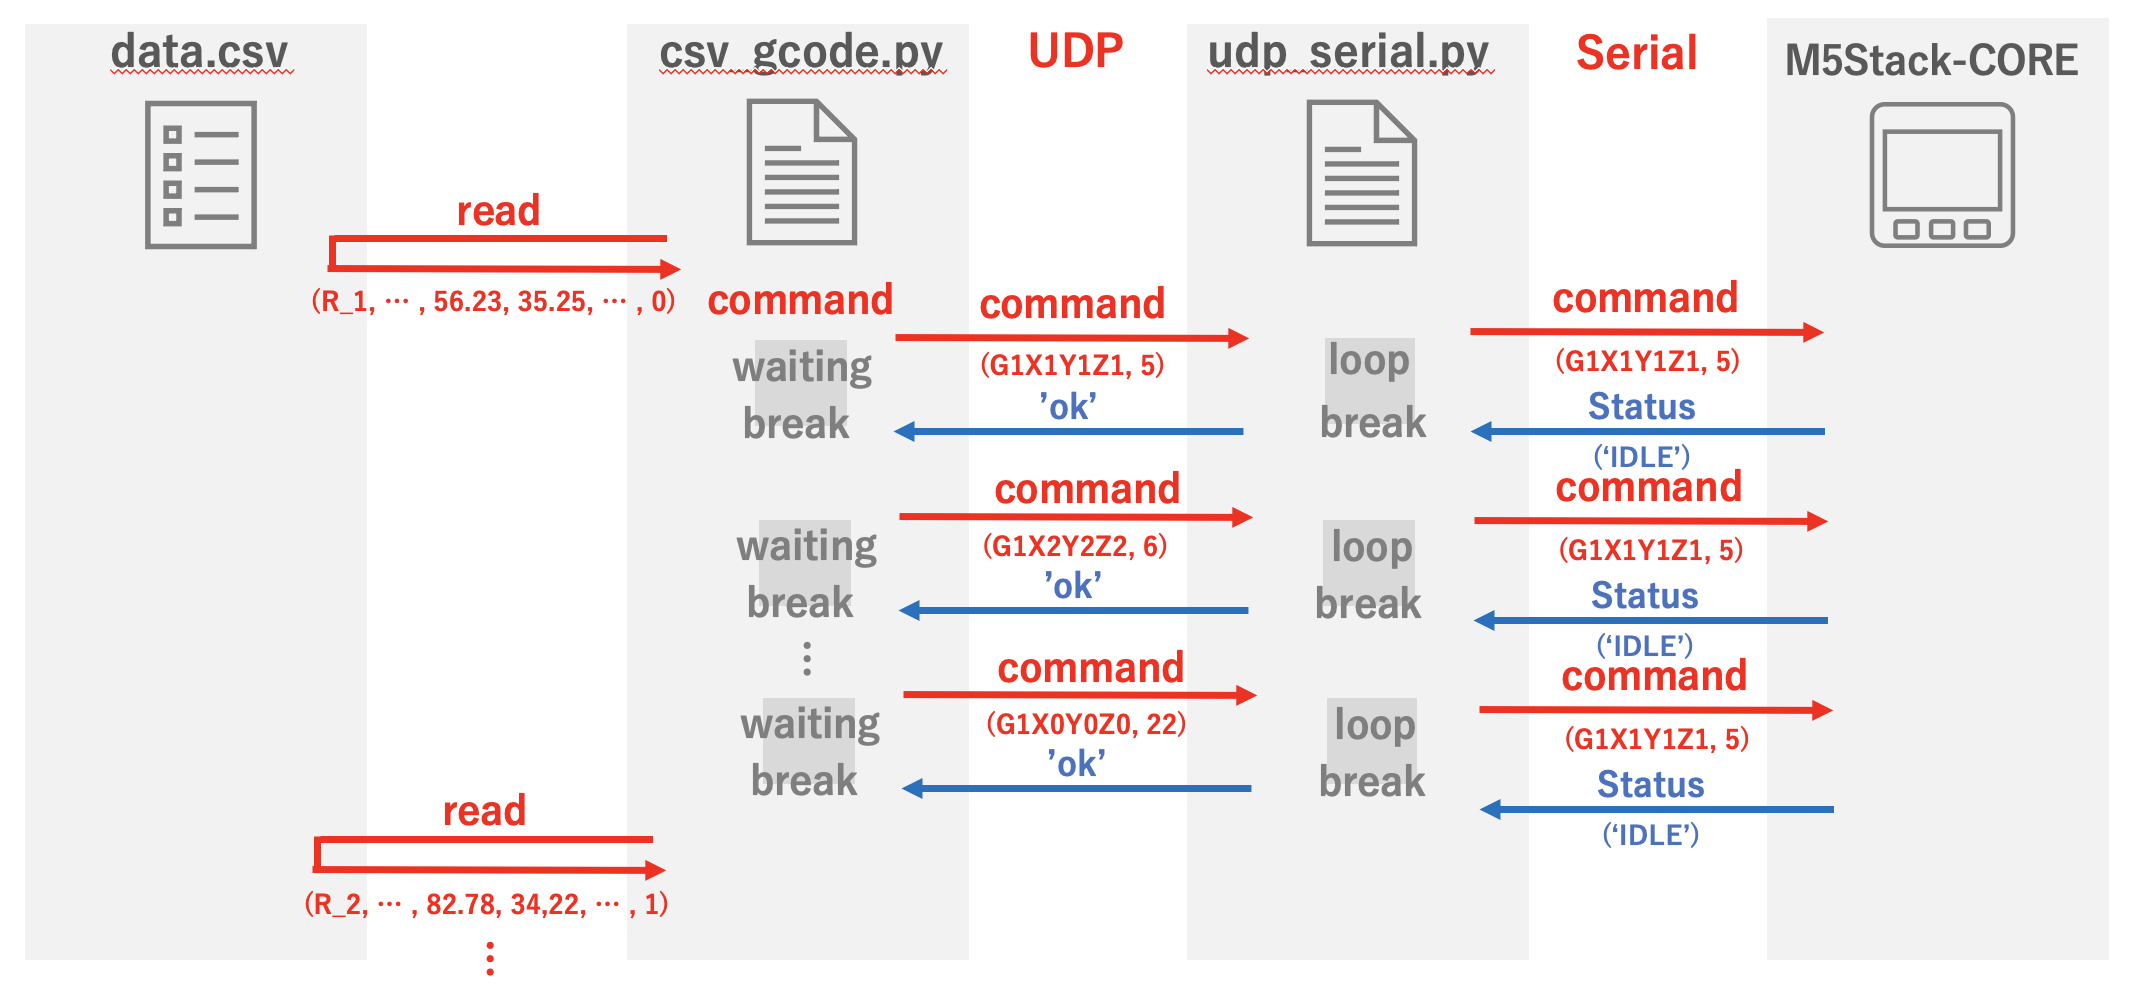 data.csv
csv_gcode.py
UDP
udp_serial.py
Serial
M5Stack-CORE
read
(R_1, … , 56.23, 35.25, … , 0)
command
command
(G1X1Y1Z1, 5)
command
(G1X1Y1Z1, 5)
waiting
break
’ok’
loop
break
Status
(‘IDLE’)
command
(G1X2Y2Z2, 6)
command
(G1X1Y1Z1, 5)
waiting
break
’ok’
loop
break
Status
(‘IDLE’)
⋮
command
(G1X0Y0Z0, 22)
command
(G1X1Y1Z1, 5)
waiting
break
’ok’
loop
break
Status
(‘IDLE’)
read
(R_2, … , 82.78, 34,22, … , 1)
⋮